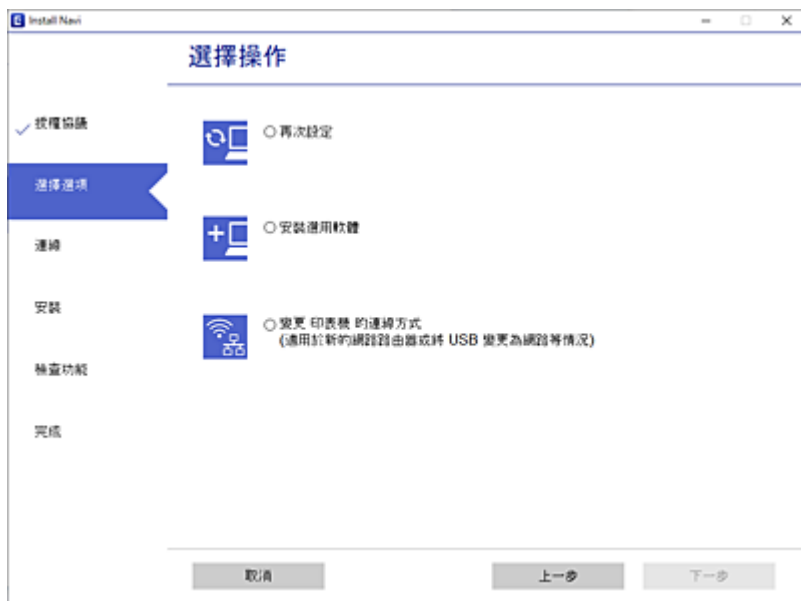 Install Navi
選擇操作
授權協議
選擇選項
連線
安裝
檢查功能
完成
再次設定
安裝選用軟體
變更 印表機 的連線方式
(適用於新的網路路由器或將 USB 變更為網路等情況)
取消
上一步
下一步